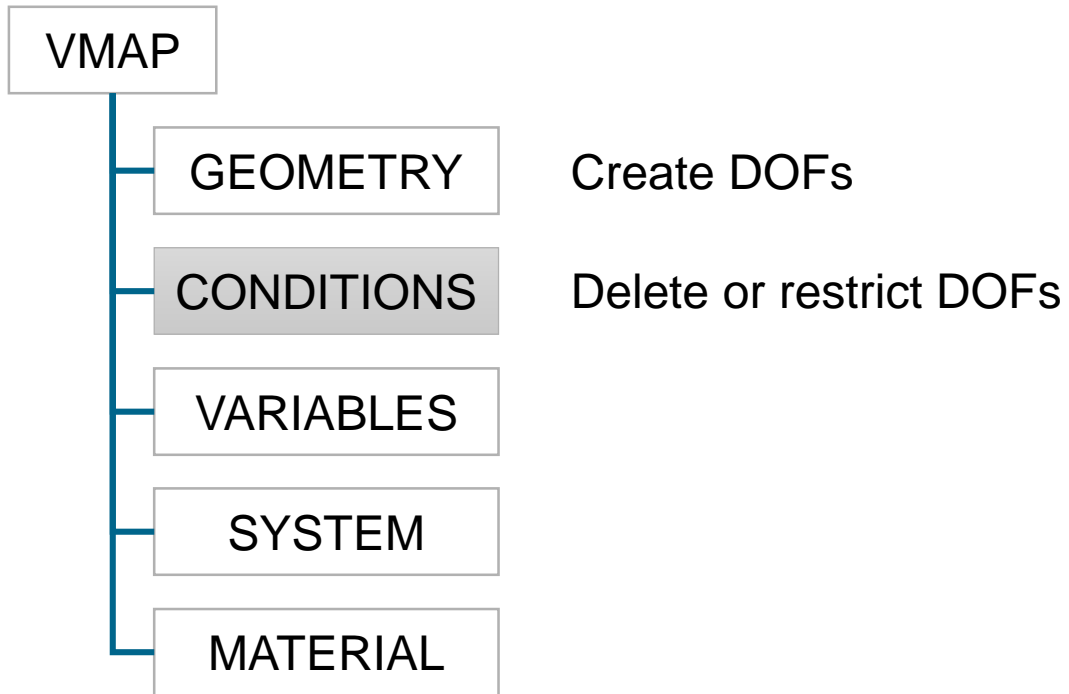 VMAP
GEOMETRY Create DOFs
CONDITIONS Delete or restrict DOFs
VARIABLES
SYSTEM
MATERIAL